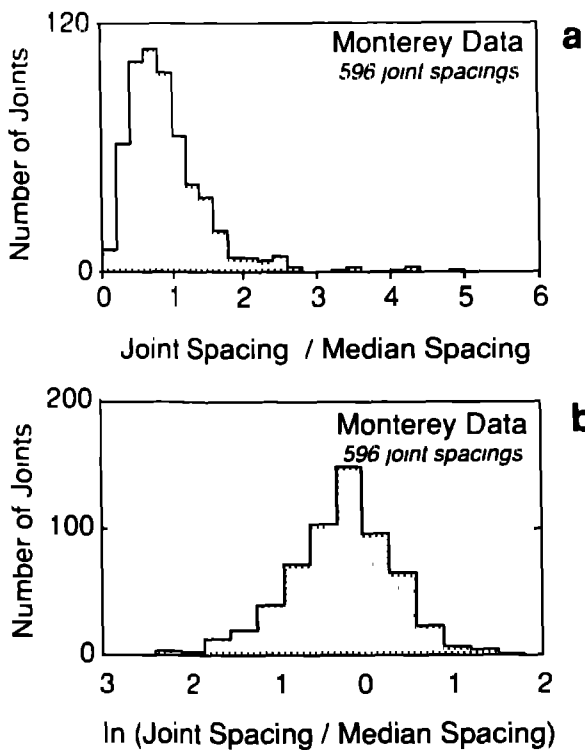 120
Monterey Data
a
596 joint spacings
Number of Joints
0
0 1 2 3 4 5 6
Joint Spacing / Median Spacing
200
Monterey Data
b
596 joint spacings
Number of Joints
100
0
3 2 1 0 1 2
ln (Joint Spacing / Median Spacing)